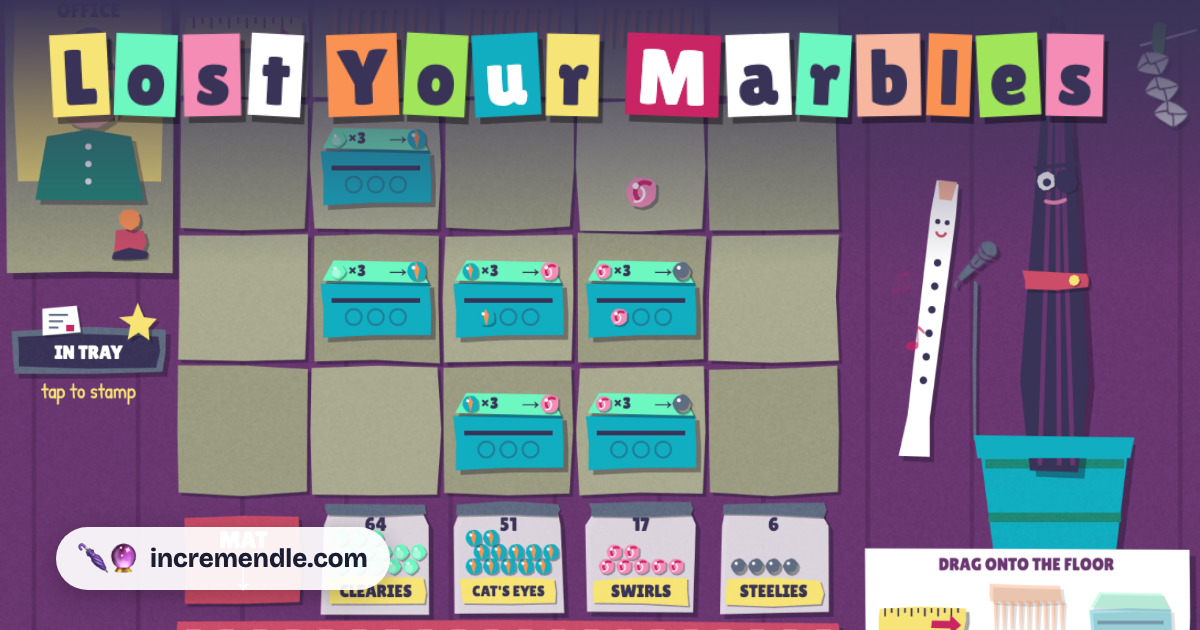 OFFICE
Lost Your Marbles
×3 →
×3 →
×3 →
×3 →
IN TRAY
tap to stamp
×3 →
×3 →
MAT
64
51
17
6
CLEARIES
CAT'S EYES
SWIRLS
STEELIES
incremendle.com
DRAG ONTO THE FLOOR